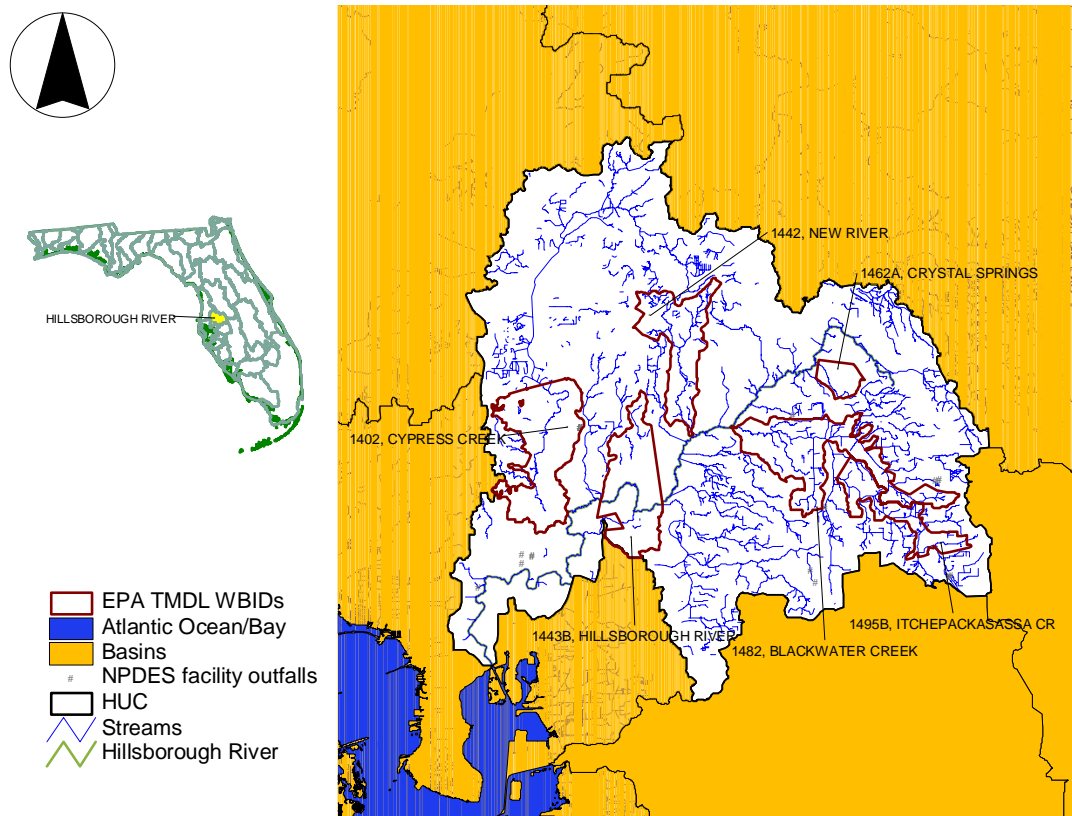 1442, NEW RIVER
1462A, CRYSTAL SPRINGS
HILLSBOROUGH RIVER
1402, CYPRESS CREEK
1443B, HILLSBOROUGH RIVER
1495B, ITCHEPACKASASSA CR
1482, BLACKWATER CREEK
EPA TMDL WBIDs
Atlantic Ocean/Bay
Basins
# NPDES facility outfalls
HUC
Streams
Hillsborough River